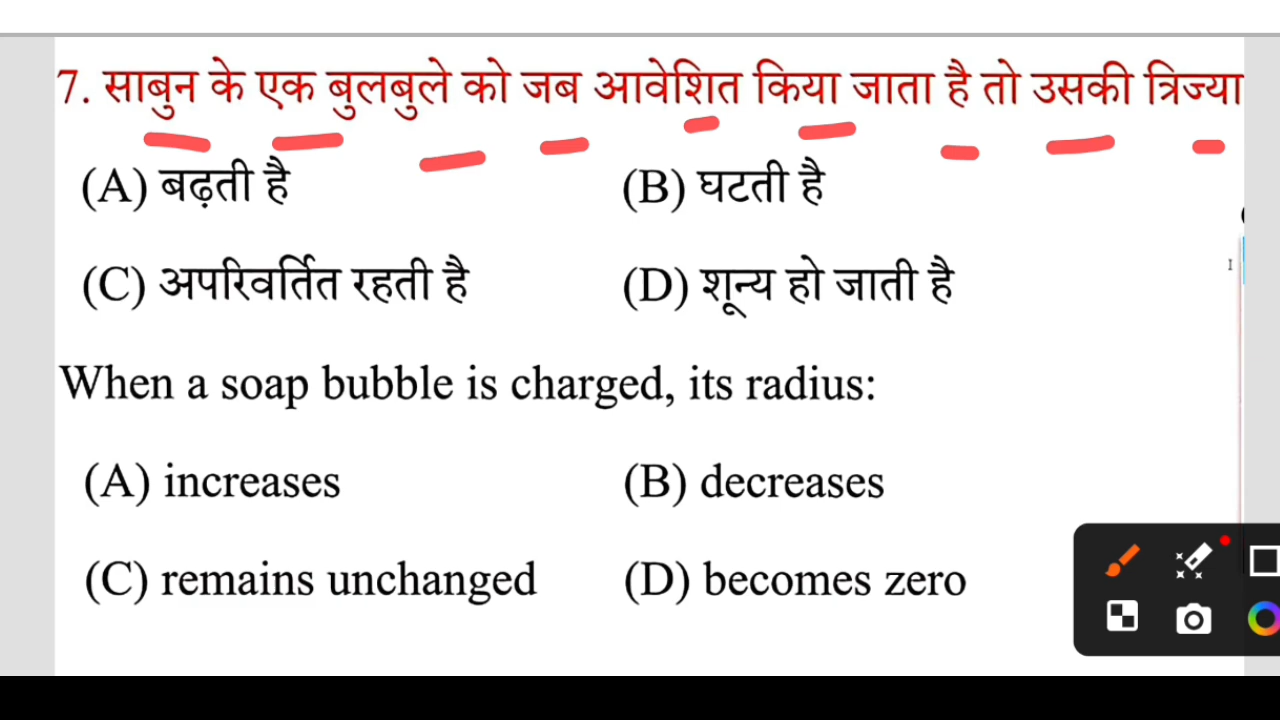 7. साबुन के एक बुलबुले को जब आवेशित किया जाता है तो उसकी त्रिज्या
(A) बढ़ती है (B) घटती है
(C) अपरिवर्तित रहती है (D) शून्य हो जाती है
When a soap bubble is charged, its radius:
(A) increases (B) decreases
(C) remains unchanged (D) becomes zero